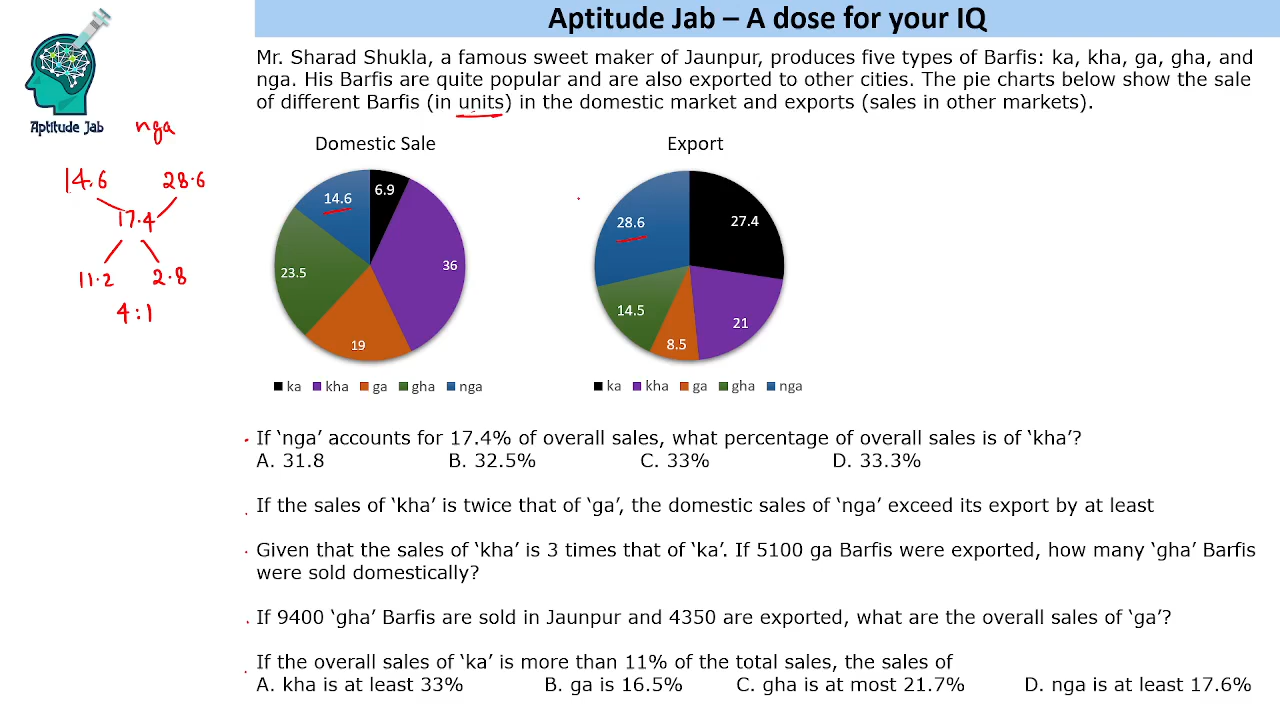 Aptitude Jab – A dose for your IQ
Aptitude Jab
Mr. Sharad Shukla, a famous sweet maker of Jaunpur, produces five types of Barfis: ka, kha, ga, gha, and
nga. His Barfis are quite popular and are also exported to other cities. The pie charts below show the sale
of different Barfis (in units) in the domestic market and exports (sales in other markets).
nga
14.6 28.6
17.4
11.2 2.8
4:1
Domestic Sale
14.6
6.9
23.5
36
19
ka kha ga gha nga
Export
28.6
27.4
14.5
21
8.5
ka kha ga gha nga
If ‘nga’ accounts for 17.4% of overall sales, what percentage of overall sales is of ‘kha’?
A. 31.8 B. 32.5% C. 33% D. 33.3%
If the sales of ‘kha’ is twice that of ‘ga’, the domestic sales of ‘nga’ exceed its export by at least
Given that the sales of ‘kha’ is 3 times that of ‘ka’. If 5100 ga Barfis were exported, how many ‘gha’ Barfis
were sold domestically?
If 9400 ‘gha’ Barfis are sold in Jaunpur and 4350 are exported, what are the overall sales of ‘ga’?
If the overall sales of ‘ka’ is more than 11% of the total sales, the sales of
A. kha is at least 33% B. ga is 16.5% C. gha is at most 21.7% D. nga is at least 17.6%